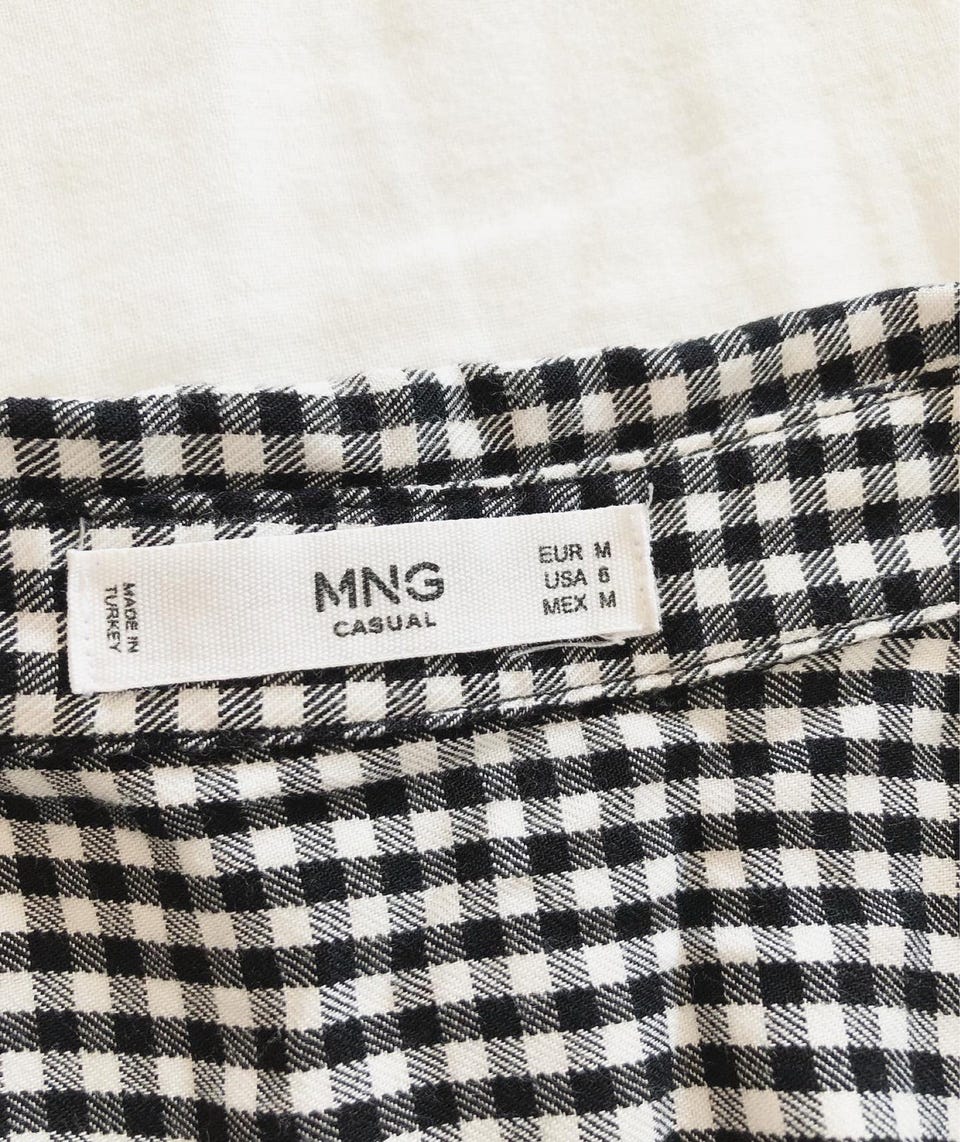 MADE IN
TURKEY
MNG
CASUAL
EUR M
USA 6
MEX M